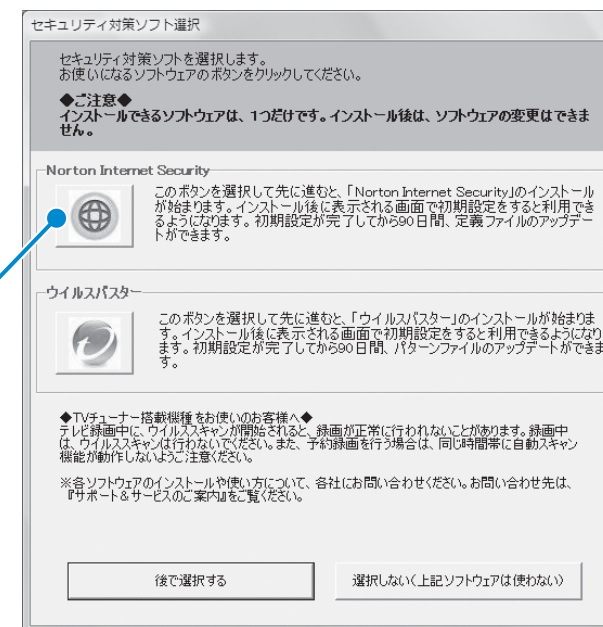 セキュリティ対策ソフト選択
セキュリティ対策ソフトを選択します。
お使いになるソフトウェアのボタンをクリックしてください。
◆ご注意◆
インストールできるソフトウェアは、1つだけです。インストール後は、ソフトウェアの変更はできま
せん。
Norton Internet Security
このボタンを選択して先に進むと、「Norton Internet Security」のインストール
が始まります。インストール後に表示される画面で初期設定をすると利用でき
るようになります。初期設定が完了してから90日間、定義ファイルのアップデー
トができます。
ウイルスバスター
このボタンを選択して先に進むと、「ウイルスバスター」のインストールが始まりま
す。インストール後に表示される画面で初期設定をすると利用できるようになり
ます。初期設定が完了してから90日間、パターンファイルのアップデートができま
す。
◆TVチューナー搭載機種をお使いのお客様へ◆
テレビ録画中に、ウイルススキャンが開始されると、録画が正常に行われないことがあります。録画中
は、ウイルススキャンは行わないでください。また、予約録画を行う場合は、同じ時間帯に自動スキャン
機能が動作しないようご注意ください。
※各ソフトウェアのインストールや使い方について、各社にお問い合わせください。お問い合わせ先は、
『サポート＆サービスのご案内』をご覧ください。
後で選択する
選択しない(上記ソフトウェアは使わない)